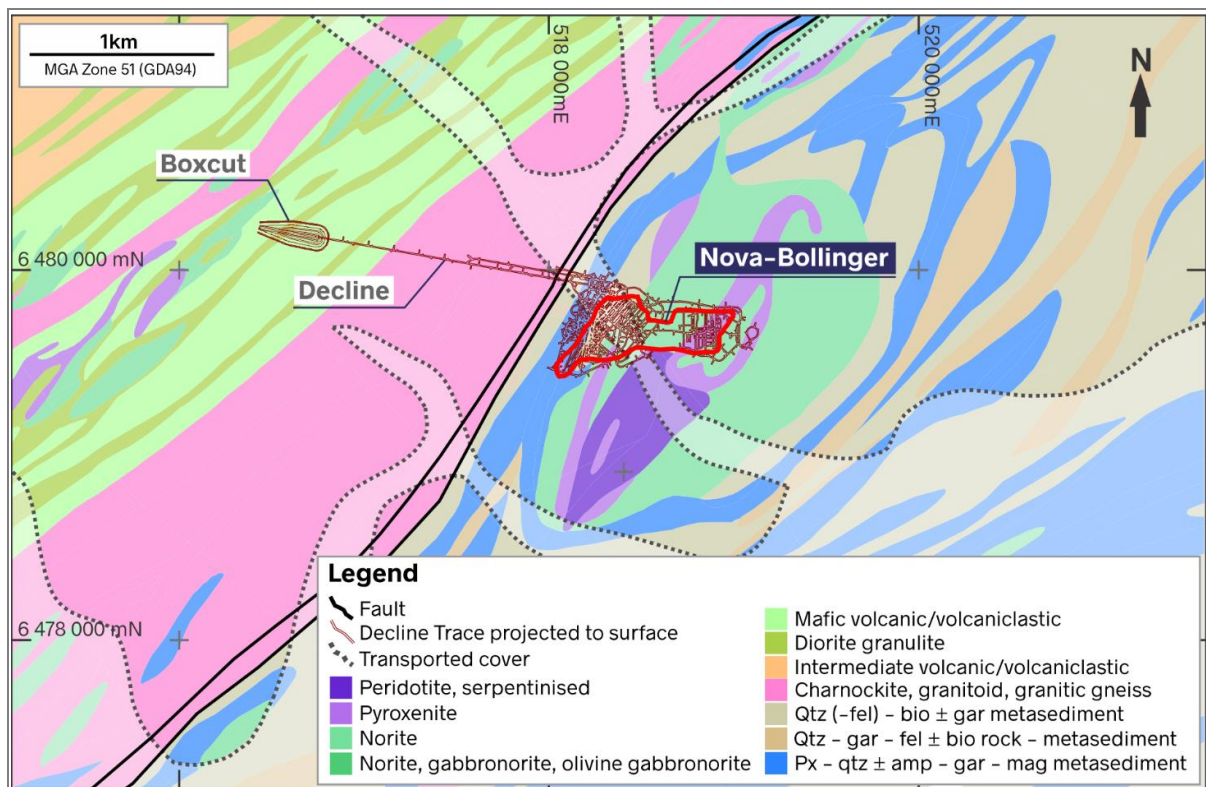 1km
MGA Zone 51 (GDA94)
518 000mE
520 000mE
N
Boxcut
6 480 000 mN
Nova-Bollinger
Decline
6 478 000 mN
Legend
Fault
Decline Trace projected to surface
Transported cover
Peridotite, serpentinised
Pyroxenite
Norite
Norite, gabbronorite, olivine gabbronorite
Mafic volcanic/volcaniclastic
Diorite granulite
Intermediate volcanic/volcaniclastic
Charnockite, granitoid, granitic gneiss
Qtz (-fel) - bio ± gar metasediment
Qtz - gar - fel ± bio rock - metasediment
Px - qtz ± amp - gar - mag metasediment